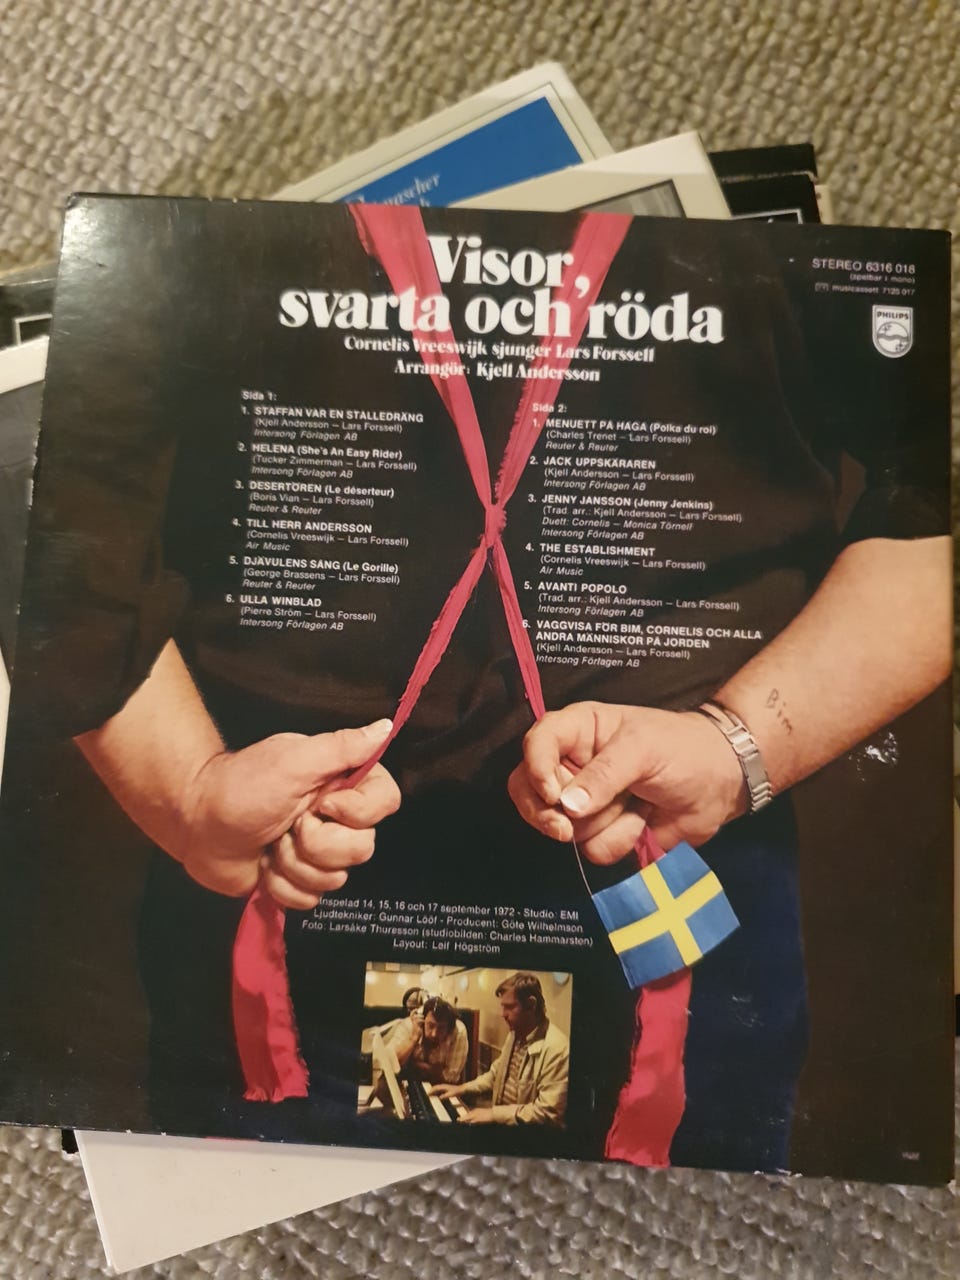 Visor,
svarta och röda
Cornelis Vreeswijk sjunger Lars Forssell
Arrangör: Kjell Andersson
STEREO 6316 018
(spelbar i mono)
musicassett 7125 017
PHILIPS
Sida 1:
1. STAFFAN VAR EN STALLEDRÄNG
(Kjell Andersson – Lars Forssell)
Intersong Förlagen AB
2. HELENA (She's An Easy Rider)
(Tucker Zimmerman – Lars Forssell)
Intersong Förlagen AB
3. DESERTÖREN (Le déserteur)
(Boris Vian – Lars Forssell)
Reuter & Reuter
4. TILL HERR ANDERSSON
(Cornelis Vreeswijk – Lars Forssell)
Air Music
5. DJÄVULENS SÅNG (Le Gorille)
(George Brassens – Lars Forssell)
Reuter & Reuter
6. ULLA WINBLAD
(Pierre Ström – Lars Forssell)
Intersong Förlagen AB
Sida 2:
1. MENUETT PÅ HAGA (Polka du roi)
(Charles Trenet – Lars Forssell)
Reuter & Reuter
2. JACK UPPSKÄRAREN
(Kjell Andersson – Lars Forssell)
Intersong Förlagen AB
3. JENNY JANSSON (Jenny Jenkins)
(Trad. arr.: Kjell Andersson – Lars Forssell)
Duett: Cornelis – Monica Törnell
Intersong Förlagen AB
4. THE ESTABLISHMENT
(Cornelis Vreeswijk – Lars Forssell)
Air Music
5. AVANTI POPOLO
(Trad. arr.: Kjell Andersson – Lars Forssell)
Intersong Förlagen AB
6. VAGGVISA FÖR BIM, CORNELIS OCH ALLA
ANDRA MÄNNISKOR PÅ JORDEN
(Kjell Andersson – Lars Forssell)
Intersong Förlagen AB
Bim
Inspelad 14, 15, 16 och 17 september 1972 - Studio: EMI
Ljudtekniker: Gunnar Lööf - Producent: Göte Wilhelmson
Foto: Larsåke Thuresson (studiobilden: Charles Hammarsten)
Layout: Leif Högström